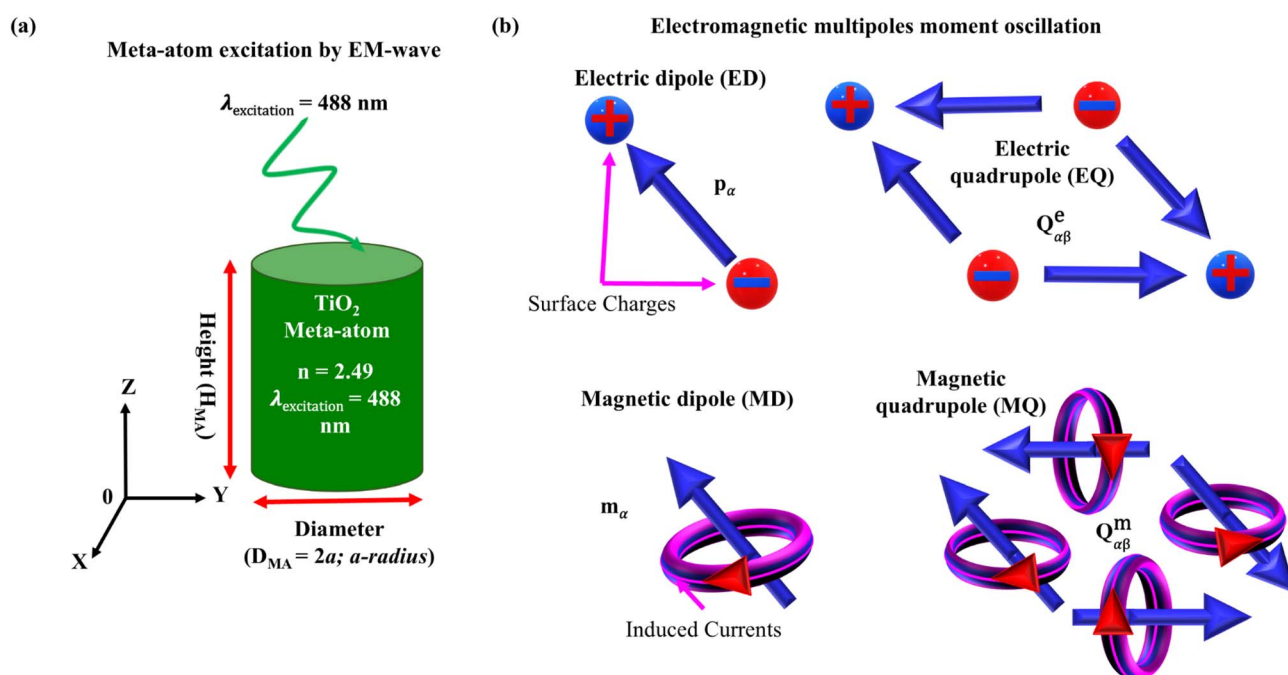 (a)
Meta-atom excitation by EM-wave
λexcitation = 488 nm
TiO2
Meta-atom
n = 2.49
λexcitation = 488
nm
Height (HMA)
Z
0
Y
X
Diameter
(DMA = 2a; a-radius)
(b)
Electromagnetic multipoles moment oscillation
Electric dipole (ED)
+
pα
−
Surface Charges
+
−
Electric
quadrupole (EQ)
Qeαβ
−
+
Magnetic dipole (MD)
mα
Induced Currents
Magnetic
quadrupole (MQ)
Qmαβ